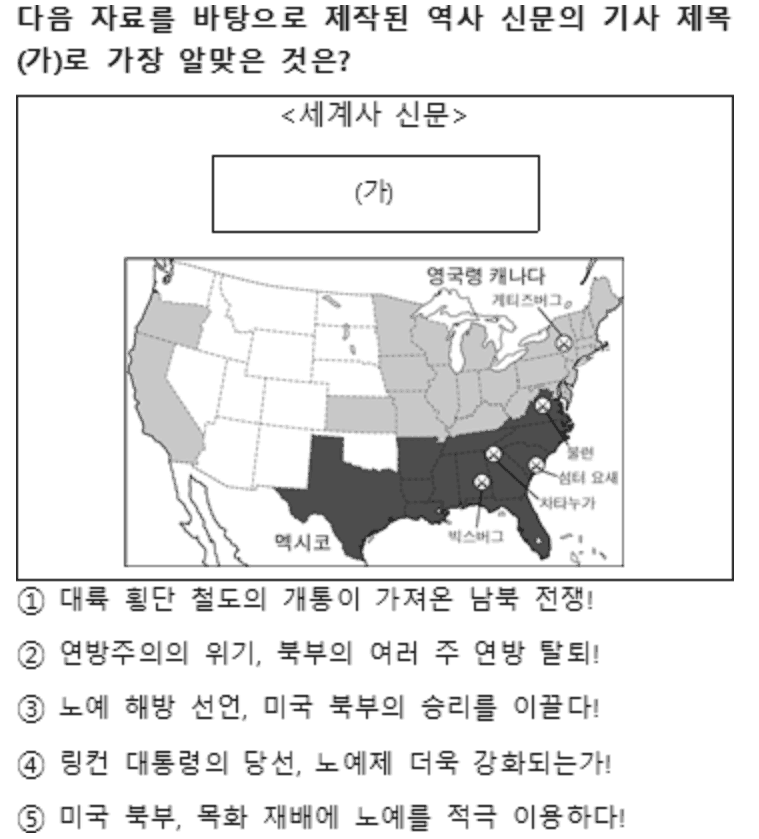 다음 자료를 바탕으로 제작된 역사 신문의 기사 제목
(가)로 가장 알맞은 것은?
<세계사 신문>
(가)
영국령 캐나다
게티즈버그
불런
섬터 요새
차타누가
빅스버그
멕시코
① 대륙 횡단 철도의 개통이 가져온 남북 전쟁!
② 연방주의의 위기, 북부의 여러 주 연방 탈퇴!
③ 노예 해방 선언, 미국 북부의 승리를 이끌다!
④ 링컨 대통령의 당선, 노예제 더욱 강화되는가!
⑤ 미국 북부, 목화 재배에 노예를 적극 이용하다!